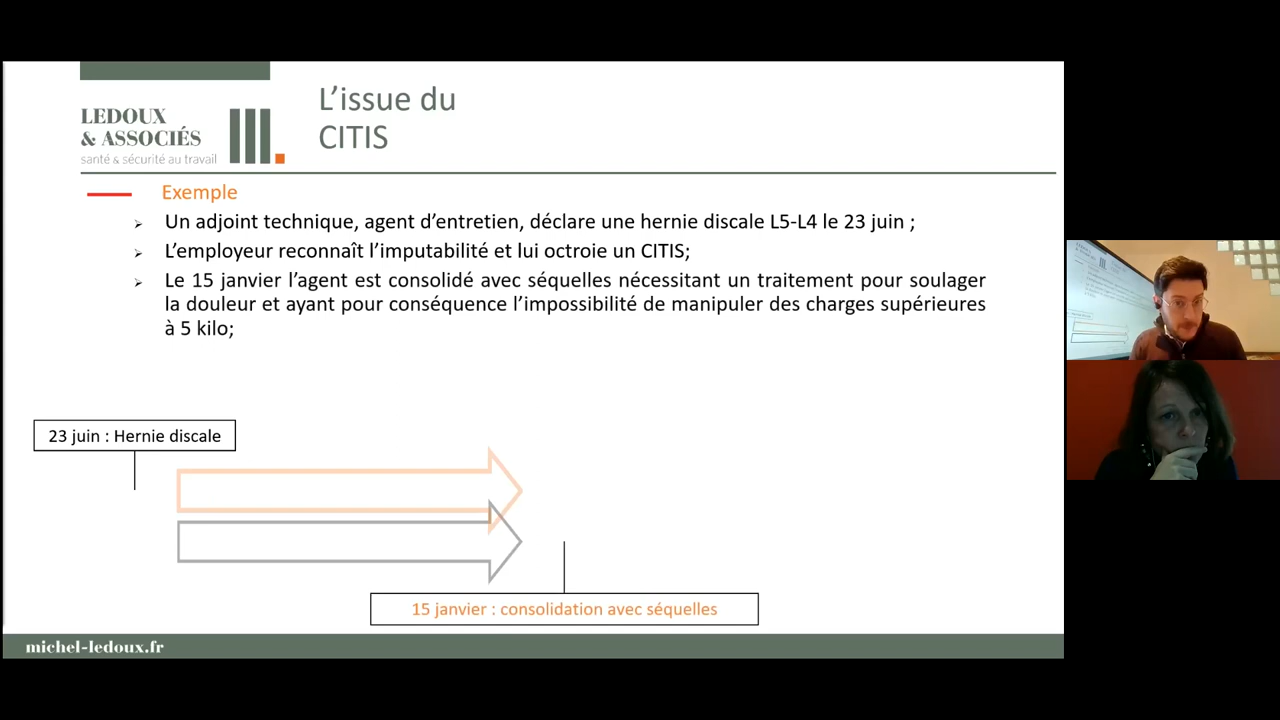 LEDOUX
& ASSOCIÉS
santé & sécurité au travail
L’issue du
CITIS
Exemple
Un adjoint technique, agent d’entretien, déclare une hernie discale L5-L4 le 23 juin ;
L’employeur reconnaît l’imputabilité et lui octroie un CITIS;
Le 15 janvier l’agent est consolidé avec séquelles nécessitant un traitement pour soulager
la douleur et ayant pour conséquence l’impossibilité de manipuler des charges supérieures
à 5 kilo;
23 juin : Hernie discale
15 janvier : consolidation avec séquelles
michel-ledoux.fr